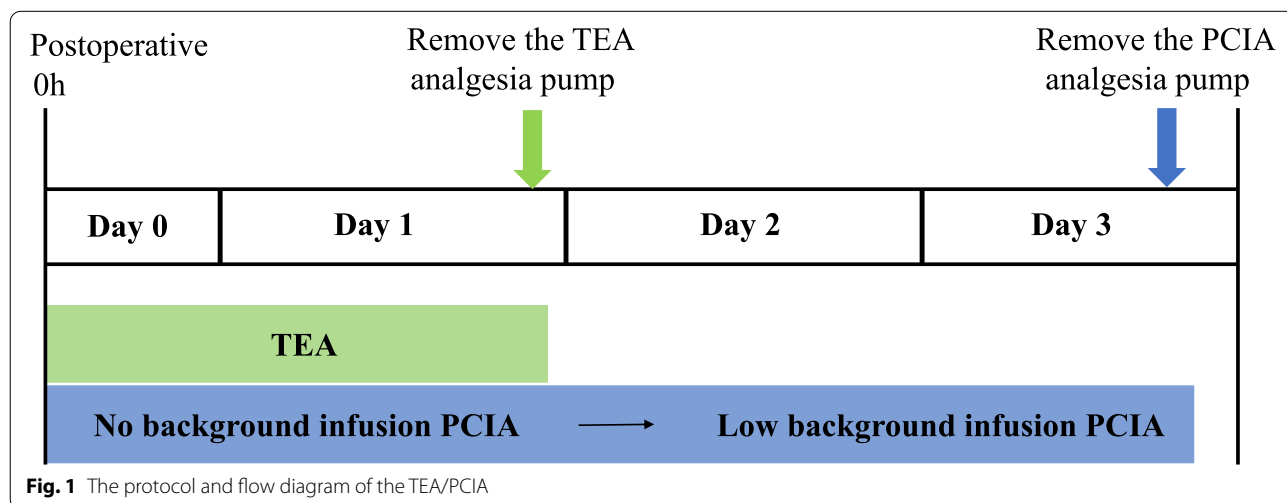 Postoperative
0h
Remove the TEA
analgesia pump
Remove the PCIA
analgesia pump
Day 0
Day 1
Day 2
Day 3
TEA
No background infusion PCIA
Low background infusion PCIA
Fig. 1 The protocol and flow diagram of the TEA/PCIA